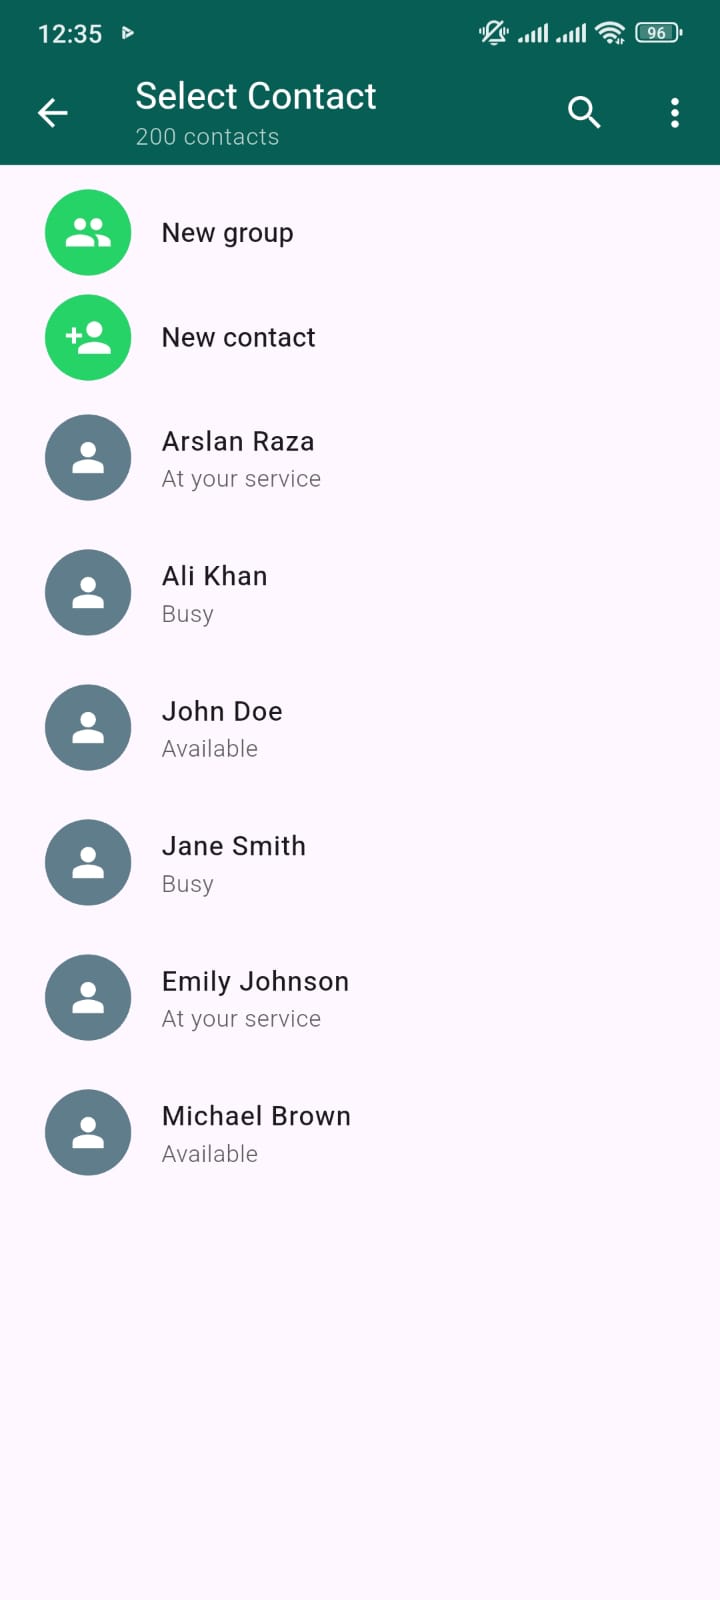 12:35
96
Select Contact
200 contacts
New group
New contact
Arslan Raza
At your service
Ali Khan
Busy
John Doe
Available
Jane Smith
Busy
Emily Johnson
At your service
Michael Brown
Available